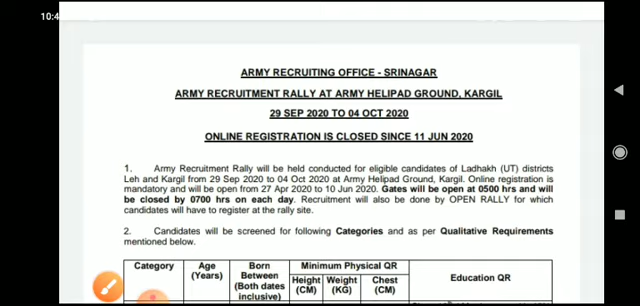 10:4
ARMY RECRUITING OFFICE - SRINAGAR
ARMY RECRUITMENT RALLY AT ARMY HELIPAD GROUND, KARGIL
29 SEP 2020 TO 04 OCT 2020
ONLINE REGISTRATION IS CLOSED SINCE 11 JUN 2020
1. Army Recruitment Rally will be held conducted for eligible candidates of Ladhakh (UT) districts
Leh and Kargil from 29 Sep 2020 to 04 Oct 2020 at Army Helipad Ground, Kargil. Online registration is
mandatory and will be open from 27 Apr 2020 to 10 Jun 2020. Gates will be open at 0500 hrs and will
be closed by 0700 hrs on each day. Recruitment will also be done by OPEN RALLY for which
candidates will have to register at the rally site.
2. Candidates will be screened for following Categories and as per Qualitative Requirements
mentioned below.
Category Age Born Minimum Physical QR Education QR
(Years) Between
(Both dates Height Weight Chest
inclusive) (CM) (KG) (CM)